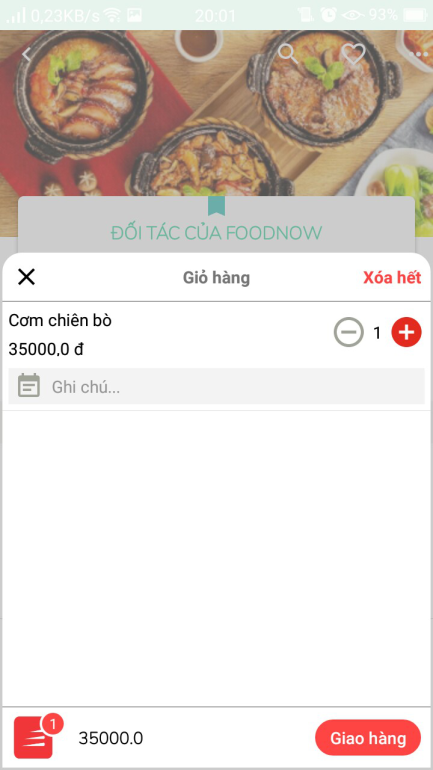 0,23KB/s
20:01
93%
ĐỐI TÁC CỦA FOODNOW
Giỏ hàng
Xóa hết
Cơm chiên bò
1
35000,0 đ
Ghi chú...
1
35000.0
Giao hàng